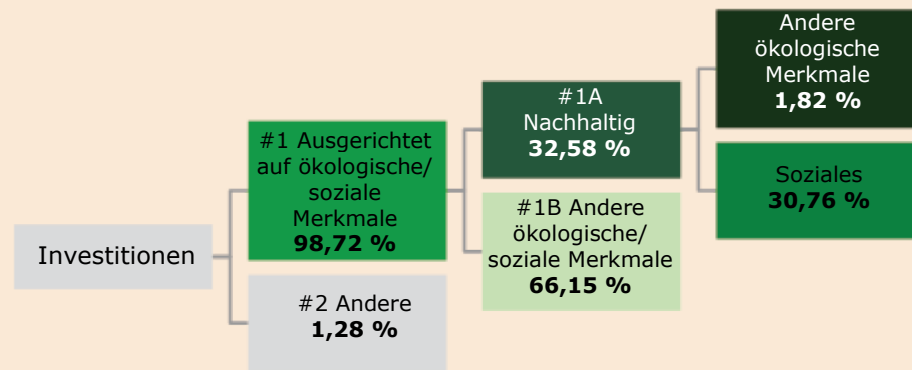 Investitionen
#1 Ausgerichtet
auf ökologische/
soziale
Merkmale
98,72 %
#2 Andere
1,28 %
#1A
Nachhaltig
32,58 %
#1B Andere
ökologische/
soziale Merkmale
66,15 %
Andere
ökologische
Merkmale
1,82 %
Soziales
30,76 %